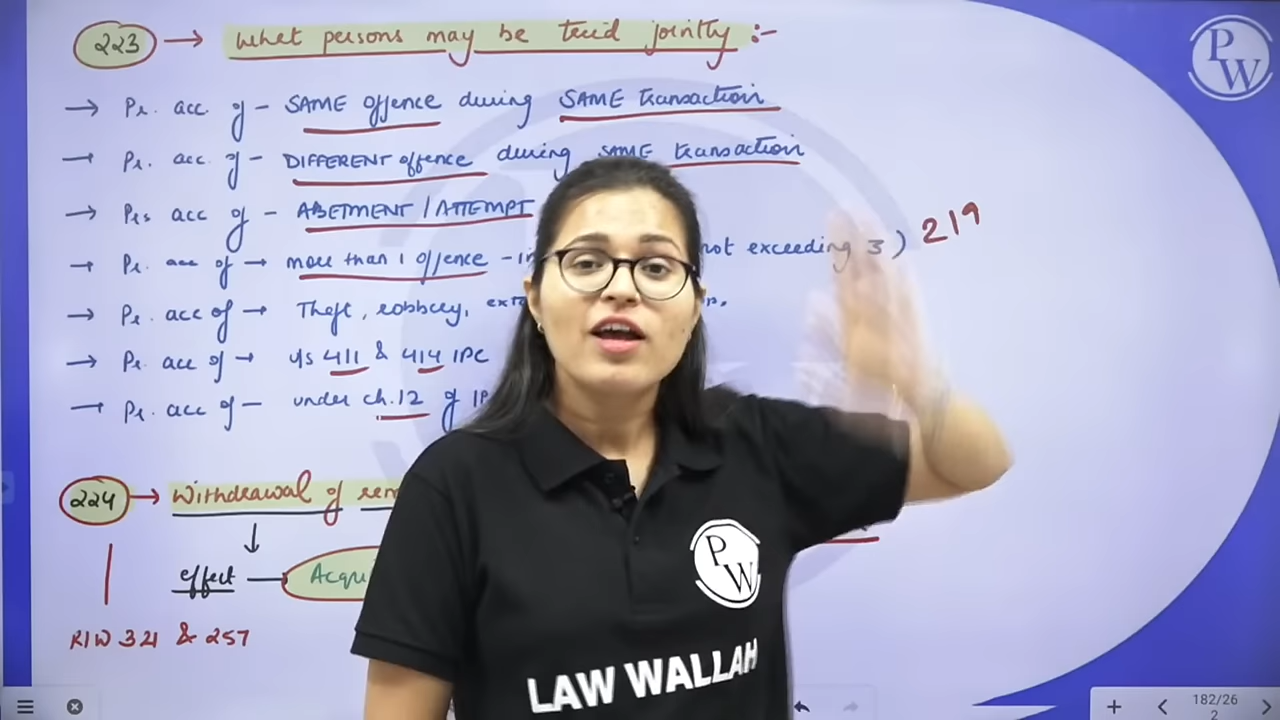 223 → What persons may be tried jointly :-
PW
→ Pr. acc. of - SAME offence during SAME transaction
→ Pr. acc. of - DIFFERENT offence during SAME transaction
→ Prs acc of - ABETMENT / ATTEMPT
→ Pr. acc of → more than 1 offence - not exceeding 3) 219
→ Pr. acc of → Theft, robbery,
→ Pr. acc of → u/s 411 & 414 IPC
→ Pr. acc of - under ch.12 of
224 → Withdrawal of
effect —
R/W 321 & 257
PW
LAW WALLAH
182/26
2